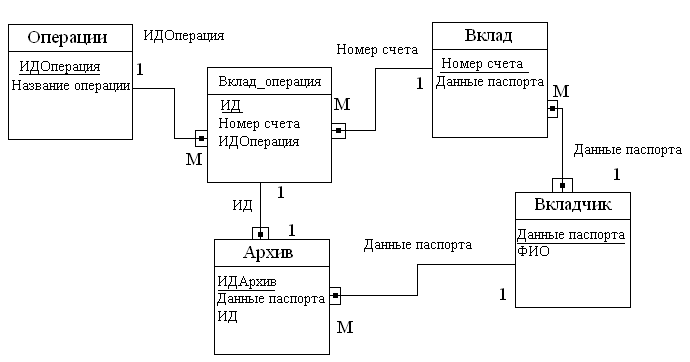 Операции
ИДОперация
Название операции
ИДОперация
1
М
Вклад_операция
ИД
Номер счета
ИДОперация
Номер счета
М
1
Вклад
Номер счета
Данные паспорта
М
Данные паспорта
1
Вкладчик
Данные паспорта
ФИО
1
ИД
1
Архив
ИДАрхив
Данные паспорта
ИД
Данные паспорта
1
М